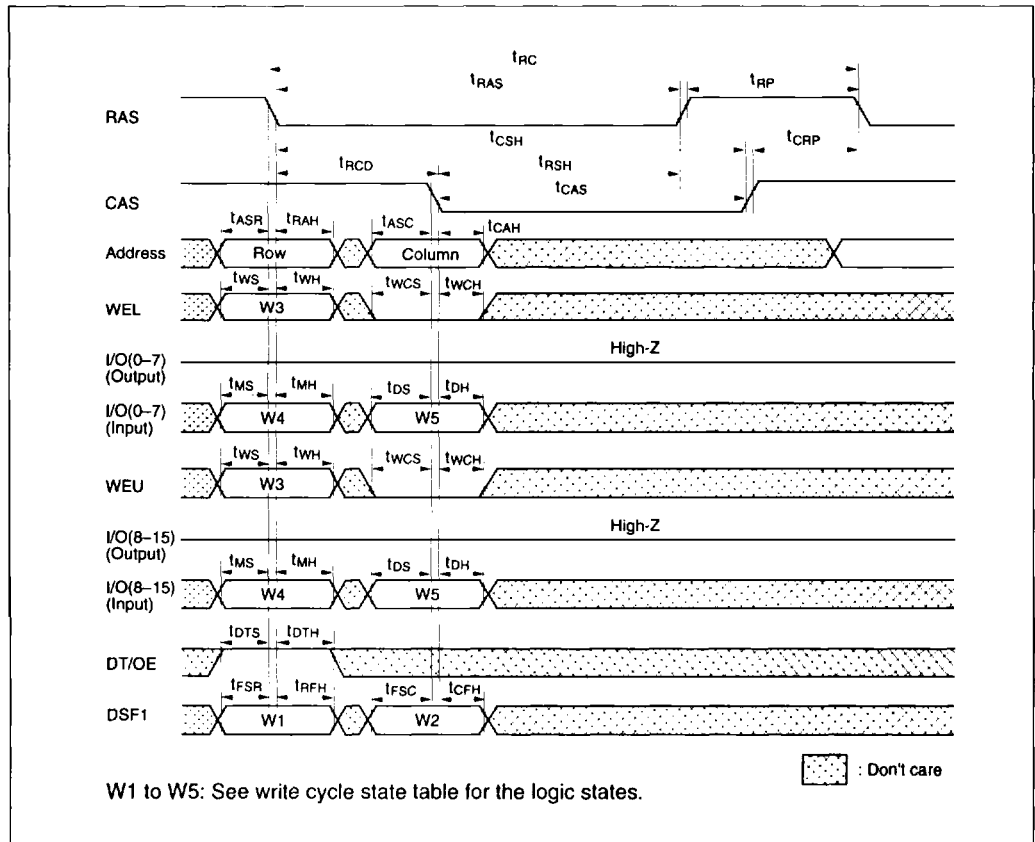 tRC
tRAS tRP
RAS
tCSH tCRP
tRCD tRSH
tCAS
CAS
tASR tRAH tASC tCAH
Address Row Column
tWS tWH tWCS tWCH
WEL W3
High-Z
I/O(0–7)
(Output)
tMS tMH tDS tDH
I/O(0–7) W4 W5
(Input)
tWS tWH tWCS tWCH
WEU W3
High-Z
I/O(8–15)
(Output)
tMS tMH tDS tDH
I/O(8–15) W4 W5
(Input)
tDTS tDTH
DT/OE
tFSR tRFH tFSC tCFH
DSF1 W1 W2
: Don't care
W1 to W5: See write cycle state table for the logic states.